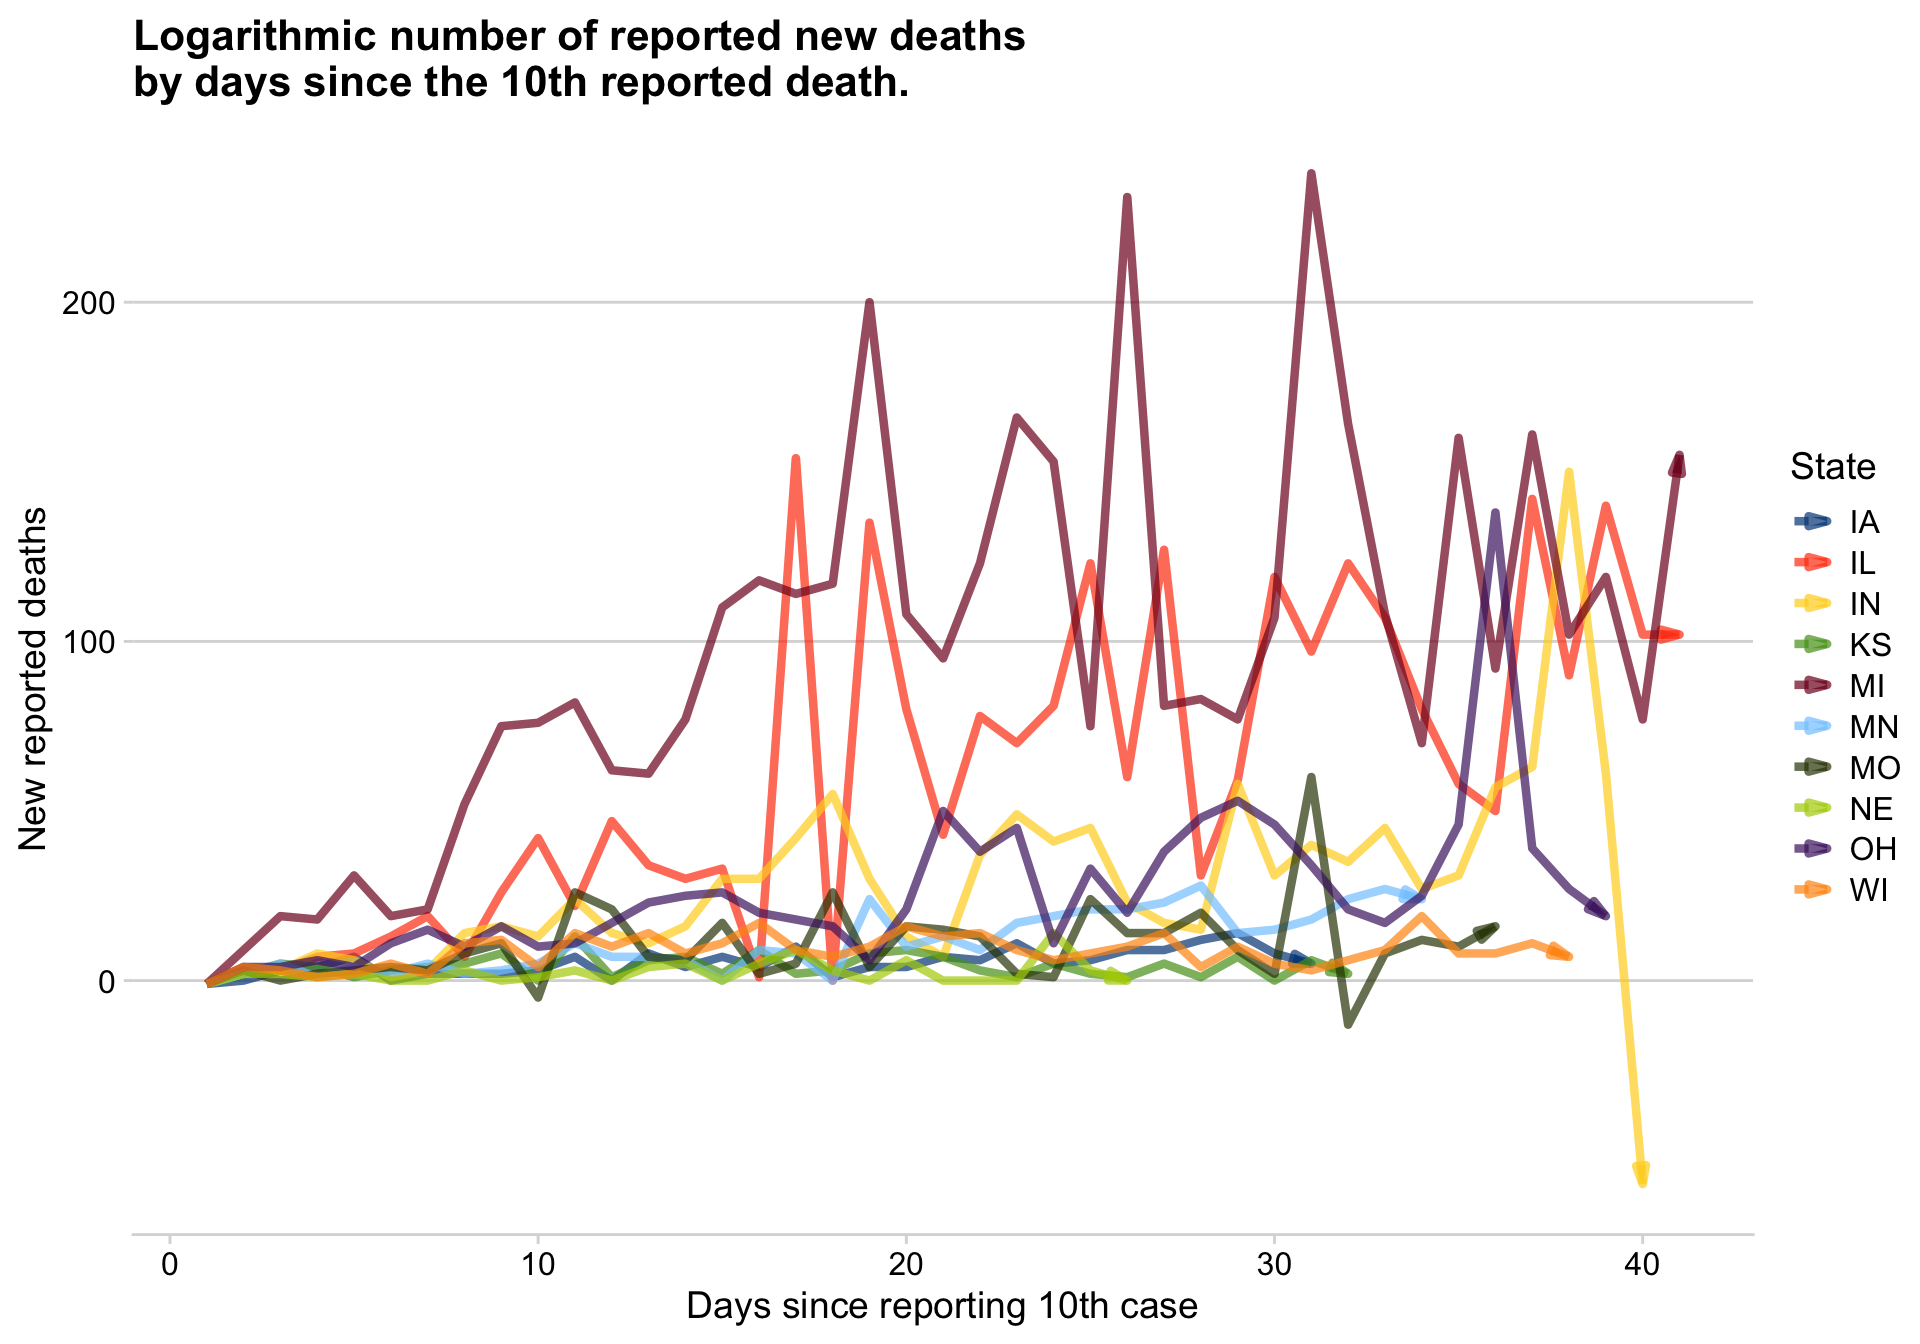 Logarithmic number of reported new deaths
by days since the 10th reported death.
New reported deaths
200
100
0
0
10
20
30
40
Days since reporting 10th case
State
IA
IL
IN
KS
MI
MN
MO
NE
OH
WI